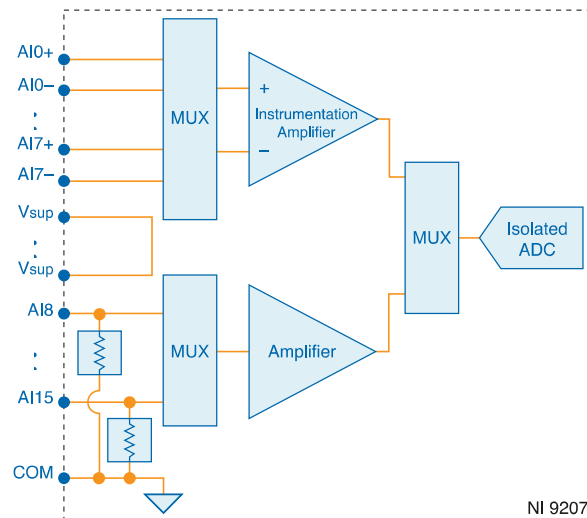 AI0+
AI0−
AI7+
AI7−
Vsup
Vsup
AI8
AI15
COM
MUX
+
Instrumentation
Amplifier
−
MUX
Amplifier
MUX
Isolated
ADC
NI 9207